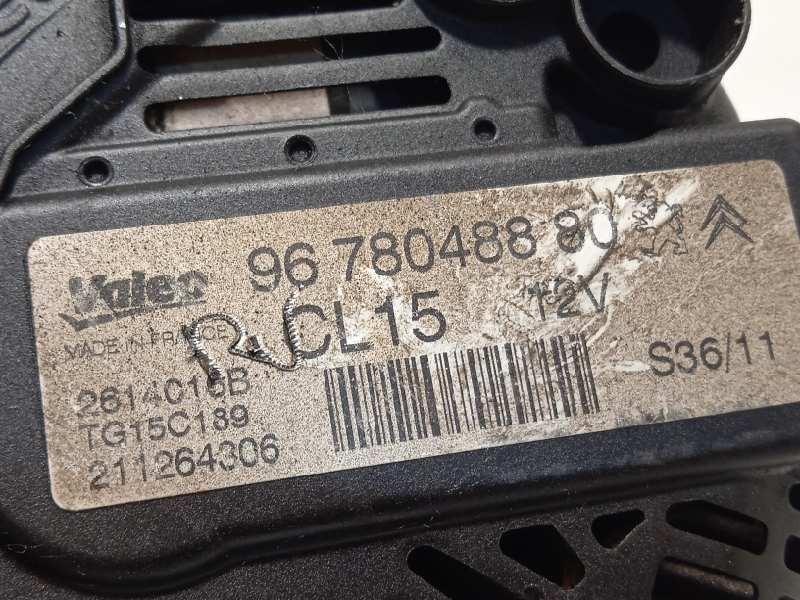 Valeo 96 780488 80
MADE IN FRANCE CL15 12V
2614016B S36/11
TG15C189
211264306